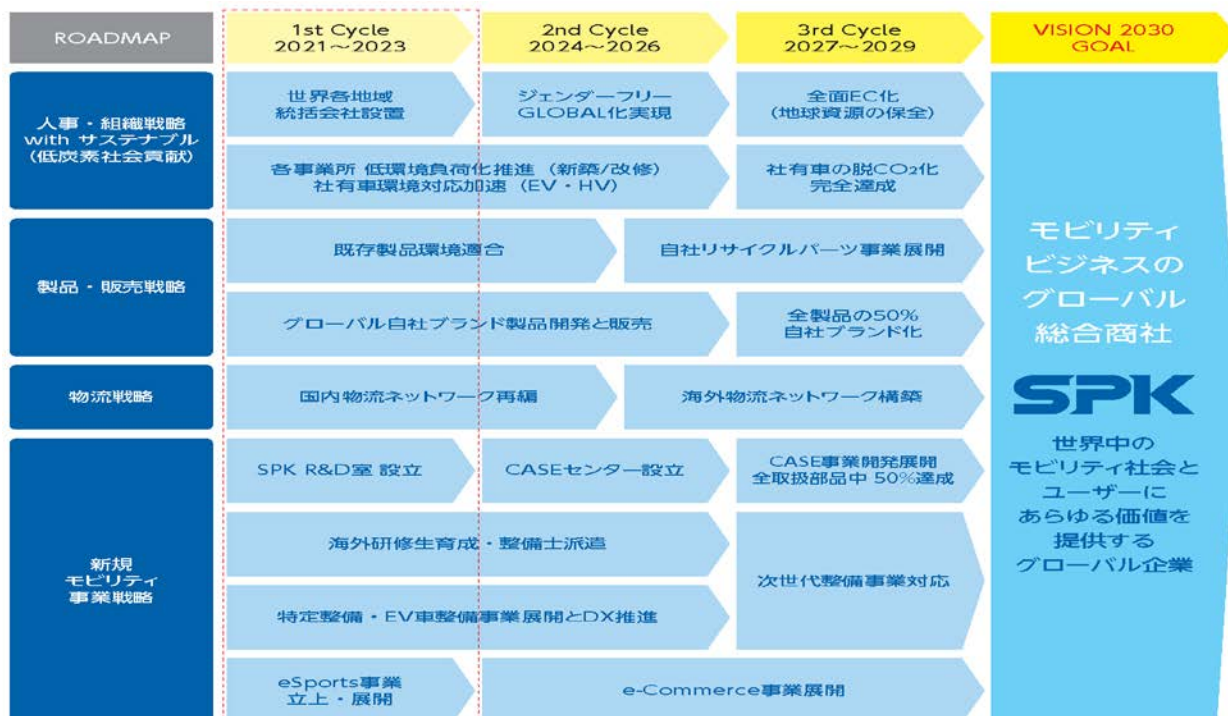 ROADMAP
1st Cycle
2021～2023
2nd Cycle
2024～2026
3rd Cycle
2027～2029
VISION 2030
GOAL
人事・組織戦略
with サステナブル
(低炭素社会貢献)
世界各地域
統括会社設置
ジェンダーフリー
GLOBAL化実現
全面EC化
(地球資源の保全)
各事業所 低環境負荷化推進（新築/改修）
社有車環境対応加速（EV・HV）
社有車の脱CO₂化
完全達成
製品・販売戦略
既存製品環境適合
自社リサイクルパーツ事業展開
グローバル自社ブランド製品開発と販売
全製品の50%
自社ブランド化
物流戦略
国内物流ネットワーク再編
海外物流ネットワーク構築
新規
モビリティ
事業戦略
SPK R&D室 設立
CASEセンター設立
CASE事業開発展開
全取扱部品中 50%達成
海外研修生育成・整備士派遣
次世代整備事業対応
特定整備・EV車整備事業展開とDX推進
eSports事業
立上・展開
e-Commerce事業展開
モビリティ
ビジネスの
グローバル
総合商社
SPK
世界中の
モビリティ社会と
ユーザーに
あらゆる価値を
提供する
グローバル企業